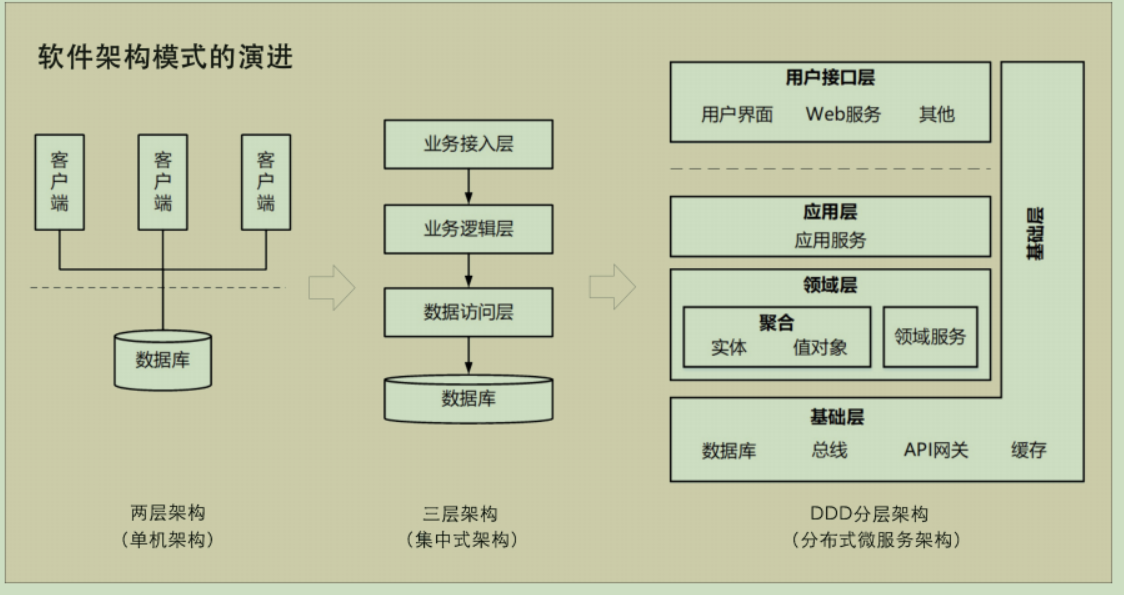 软件架构模式的演进
客户端
客户端
客户端
数据库
两层架构
（单机架构）
业务接入层
业务逻辑层
数据访问层
数据库
三层架构
（集中式架构）
用户接口层
用户界面 Web服务 其他
应用层
应用服务
领域层
聚合
实体 值对象
领域服务
基础层
基础层
数据库 总线 API网关 缓存
DDD分层架构
（分布式微服务架构）